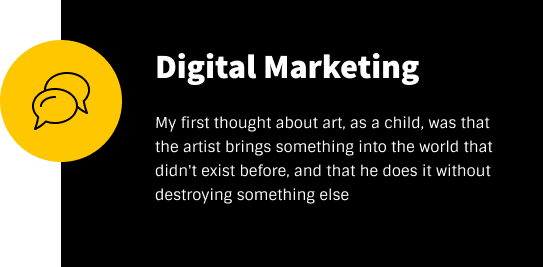 Digital Marketing
My first thought about art, as a child, was that
the artist brings something into the world that
didn't exist before, and that he does it without
destroying something else